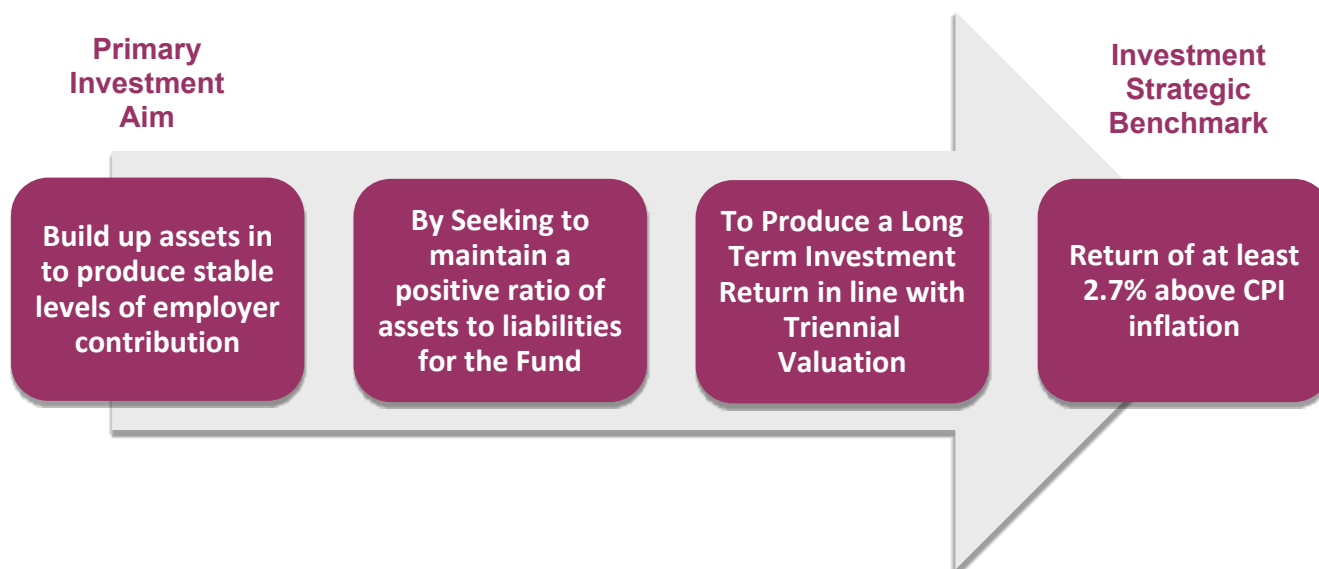 Primary
Investment
Aim
Investment
Strategic
Benchmark
Build up assets in
to produce stable
levels of employer
contribution
By Seeking to
maintain a
positive ratio of
assets to liabilities
for the Fund
To Produce a Long
Term Investment
Return in line with
Triennial
Valuation
Return of at least
2.7% above CPI
inflation